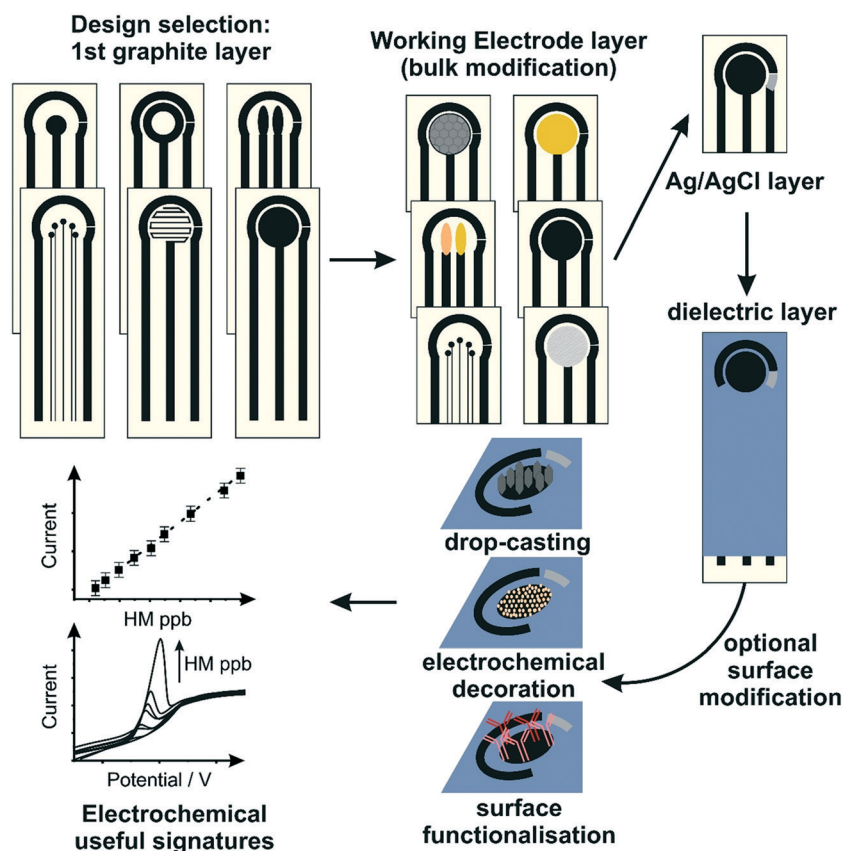 Design selection:
1st graphite layer
Working Electrode layer
(bulk modification)
Ag/AgCl layer
dielectric layer
optional
surface
modification
drop-casting
electrochemical
decoration
surface
functionalisation
Current
HM ppb
Current
HM ppb
Potential / V
Electrochemical
useful signatures